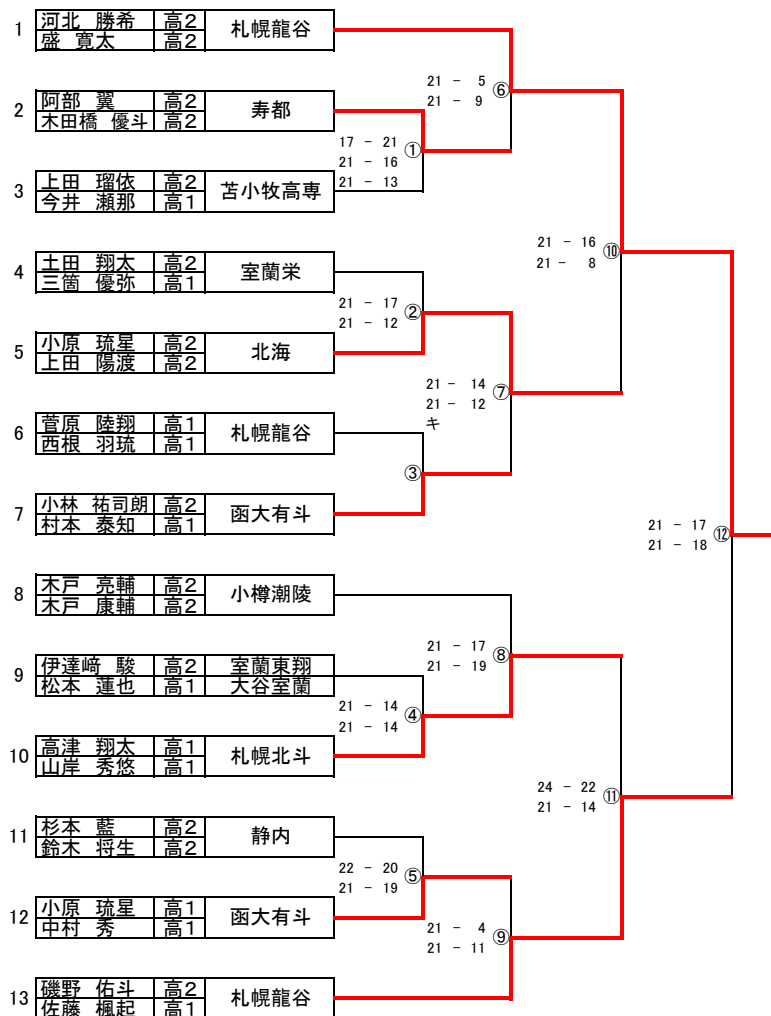 1 河北 勝希 高2 札幌龍谷
盛 寛太 高2
21 - 5 ⑥
21 - 9
2 阿部 翼 高2 寿都
木田橋 優斗 高2
17 - 21 ①
21 - 16
21 - 13
3 上田 瑠依 高2 苫小牧高専
今井 瀬那 高1
21 - 16 ⑩
21 - 8
4 土田 翔太 高2 室蘭栄
三箇 優弥 高1
21 - 17 ②
21 - 12
5 小原 琉星 高2 北海
上田 陽渡 高2
21 - 14 ⑦
21 - 12
キ
6 菅原 陸翔 高1 札幌龍谷
西根 羽琉 高1
③
7 小林 祐司朗 高2 函大有斗
村本 泰知 高1
21 - 17 ⑫
21 - 18
8 木戸 亮輔 高2 小樽潮陵
木戸 康輔 高2
21 - 17 ⑧
21 - 19
9 伊達﨑 駿 高2 室蘭東翔
松本 蓮也 高1 大谷室蘭
21 - 14 ④
21 - 14
10 高津 翔太 高1 札幌北斗
山岸 秀悠 高1
24 - 22 ⑪
21 - 14
11 杉本 藍 高2 静内
鈴木 将生 高2
22 - 20 ⑤
21 - 19
12 小原 琉星 高1 函大有斗
中村 秀 高1
21 - 4 ⑨
21 - 11
13 磯野 佑斗 高2 札幌龍谷
佐藤 楓起 高1